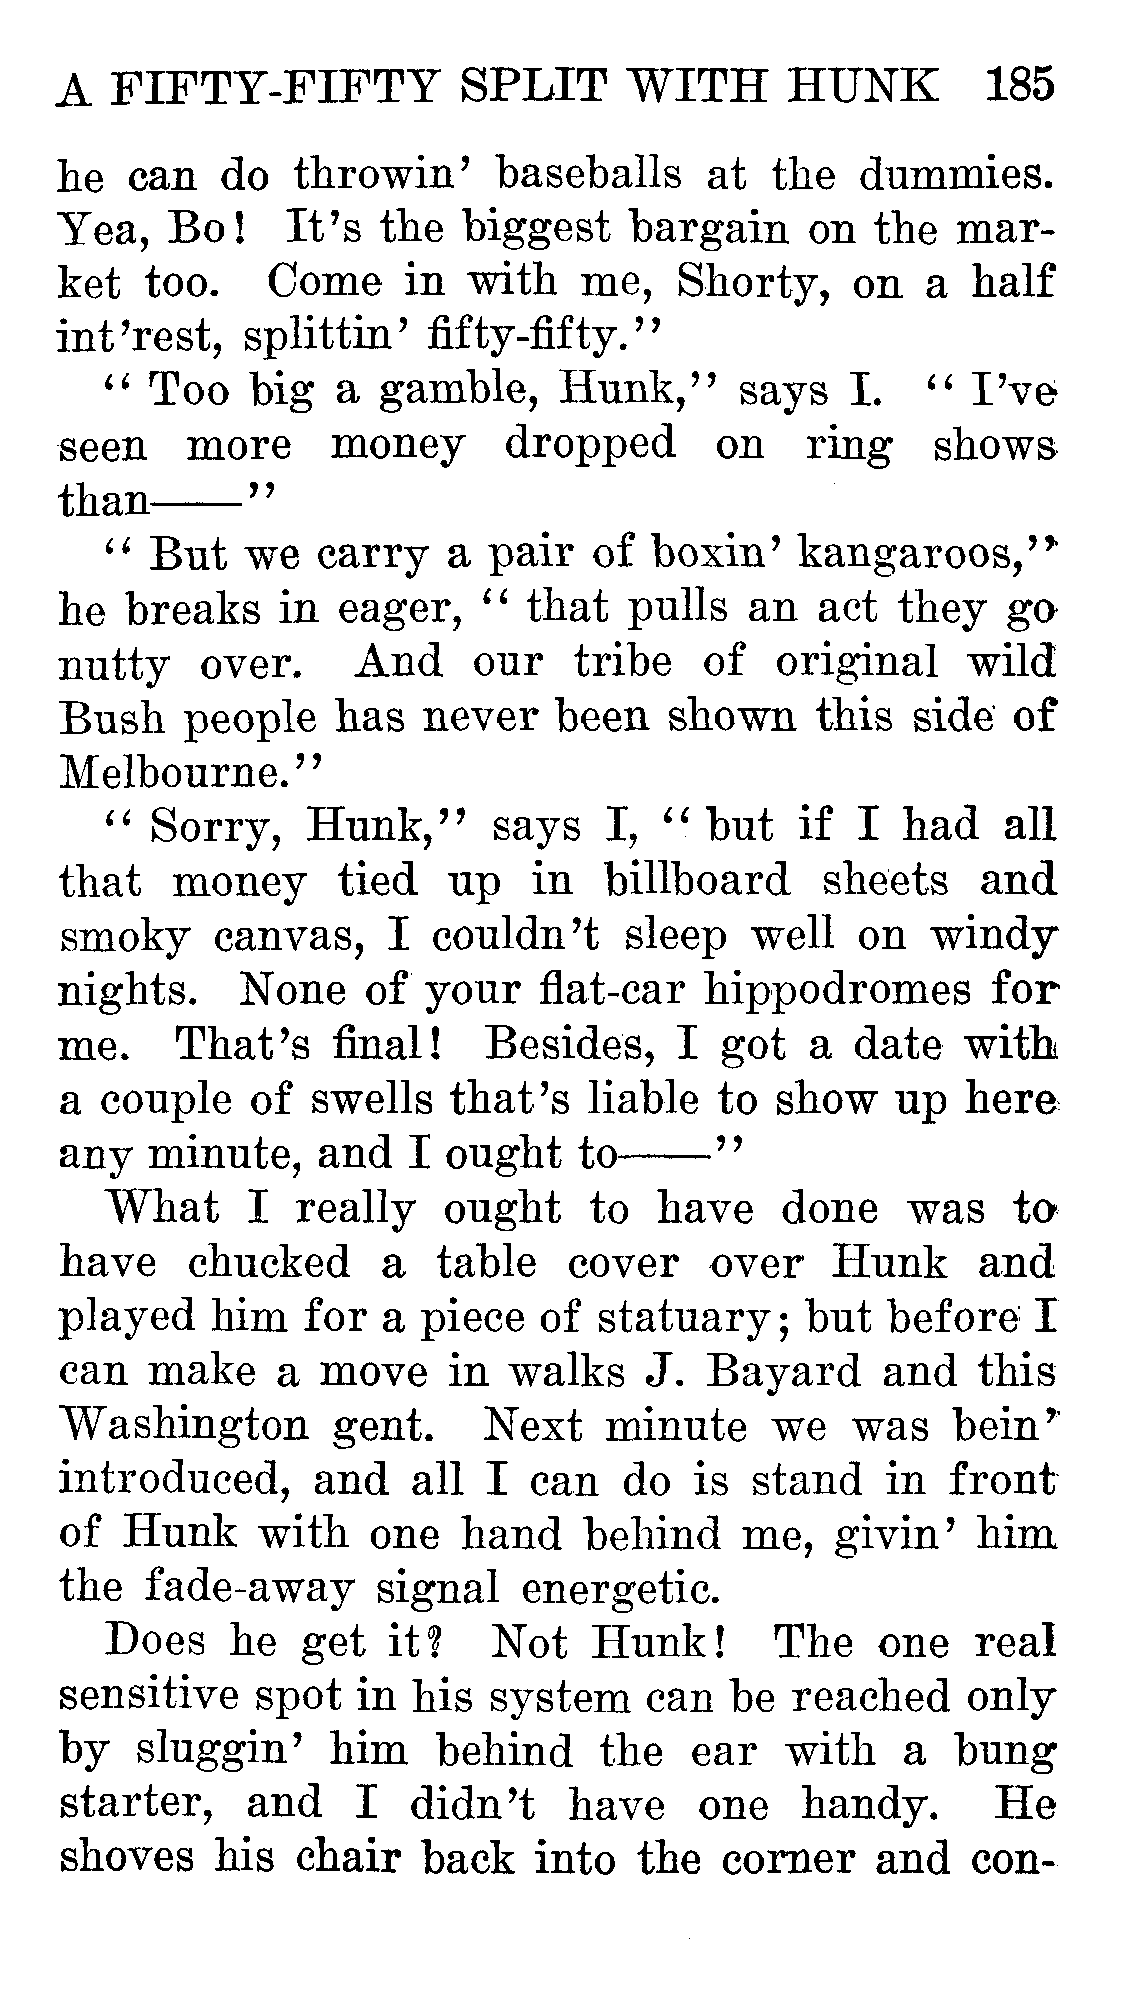 A FIFTY-FIFTY SPLIT WITH HUNK 185
he can do throwin' baseballs at the dummies.
Yea, Bo! It's the biggest bargain on the mar-
ket too. Come in with me, Shorty, on a half
int'rest, splittin' fifty-fifty."
" Too big a gamble, Hunk," says I. " I've
seen more money dropped on ring shows
than——"
" But we carry a pair of boxin' kangaroos,"
he breaks in eager, " that pulls an act they go
nutty over. And our tribe of original wild
Bush people has never been shown this side of
Melbourne."
" Sorry, Hunk," says I, " but if I had all
that money tied up in billboard sheets and
smoky canvas, I couldn't sleep well on windy
nights. None of your flat-car hippodromes for
me. That's final! Besides, I got a date with
a couple of swells that's liable to show up here
any minute, and I ought to——"
What I really ought to have done was to
have chucked a table cover over Hunk and
played him for a piece of statuary; but before I
can make a move in walks J. Bayard and this
Washington gent. Next minute we was bein'
introduced, and all I can do is stand in front
of Hunk with one hand behind me, givin' him
the fade-away signal energetic.
Does he get it? Not Hunk! The one real
sensitive spot in his system can be reached only
by sluggin' him behind the ear with a bung
starter, and I didn't have one handy. He
shoves his chair back into the corner and con-